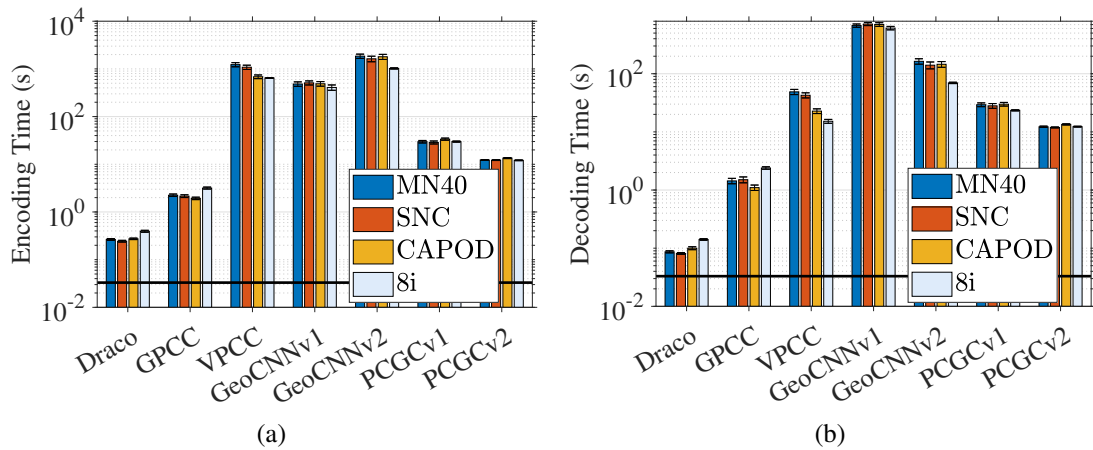 Encoding Time (s)
10^4
10^2
10^0
10^-2
MN40
SNC
CAPOD
8i
Draco
GPCC
VPCC
GeoCNNv1
GeoCNNv2
PCGCv1
PCGCv2
(a)
Decoding Time (s)
10^2
10^0
10^-2
MN40
SNC
CAPOD
8i
Draco
GPCC
VPCC
GeoCNNv1
GeoCNNv2
PCGCv1
PCGCv2
(b)